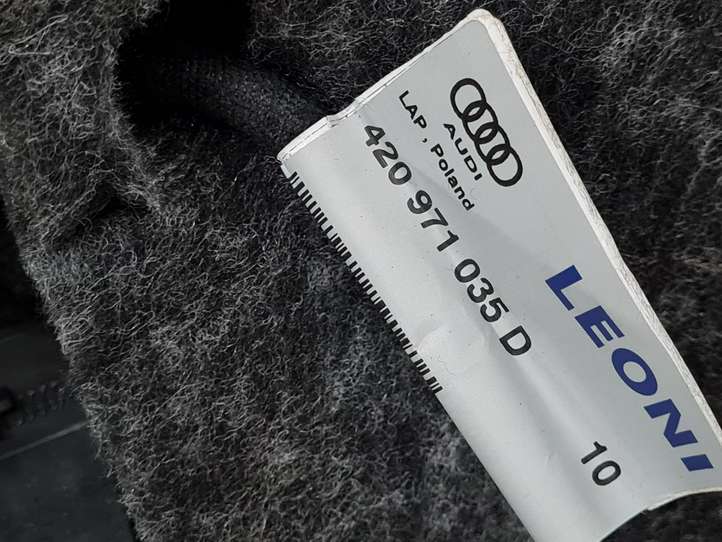 AUDI
LAP , Poland
420 971 035 D
LEONI
10